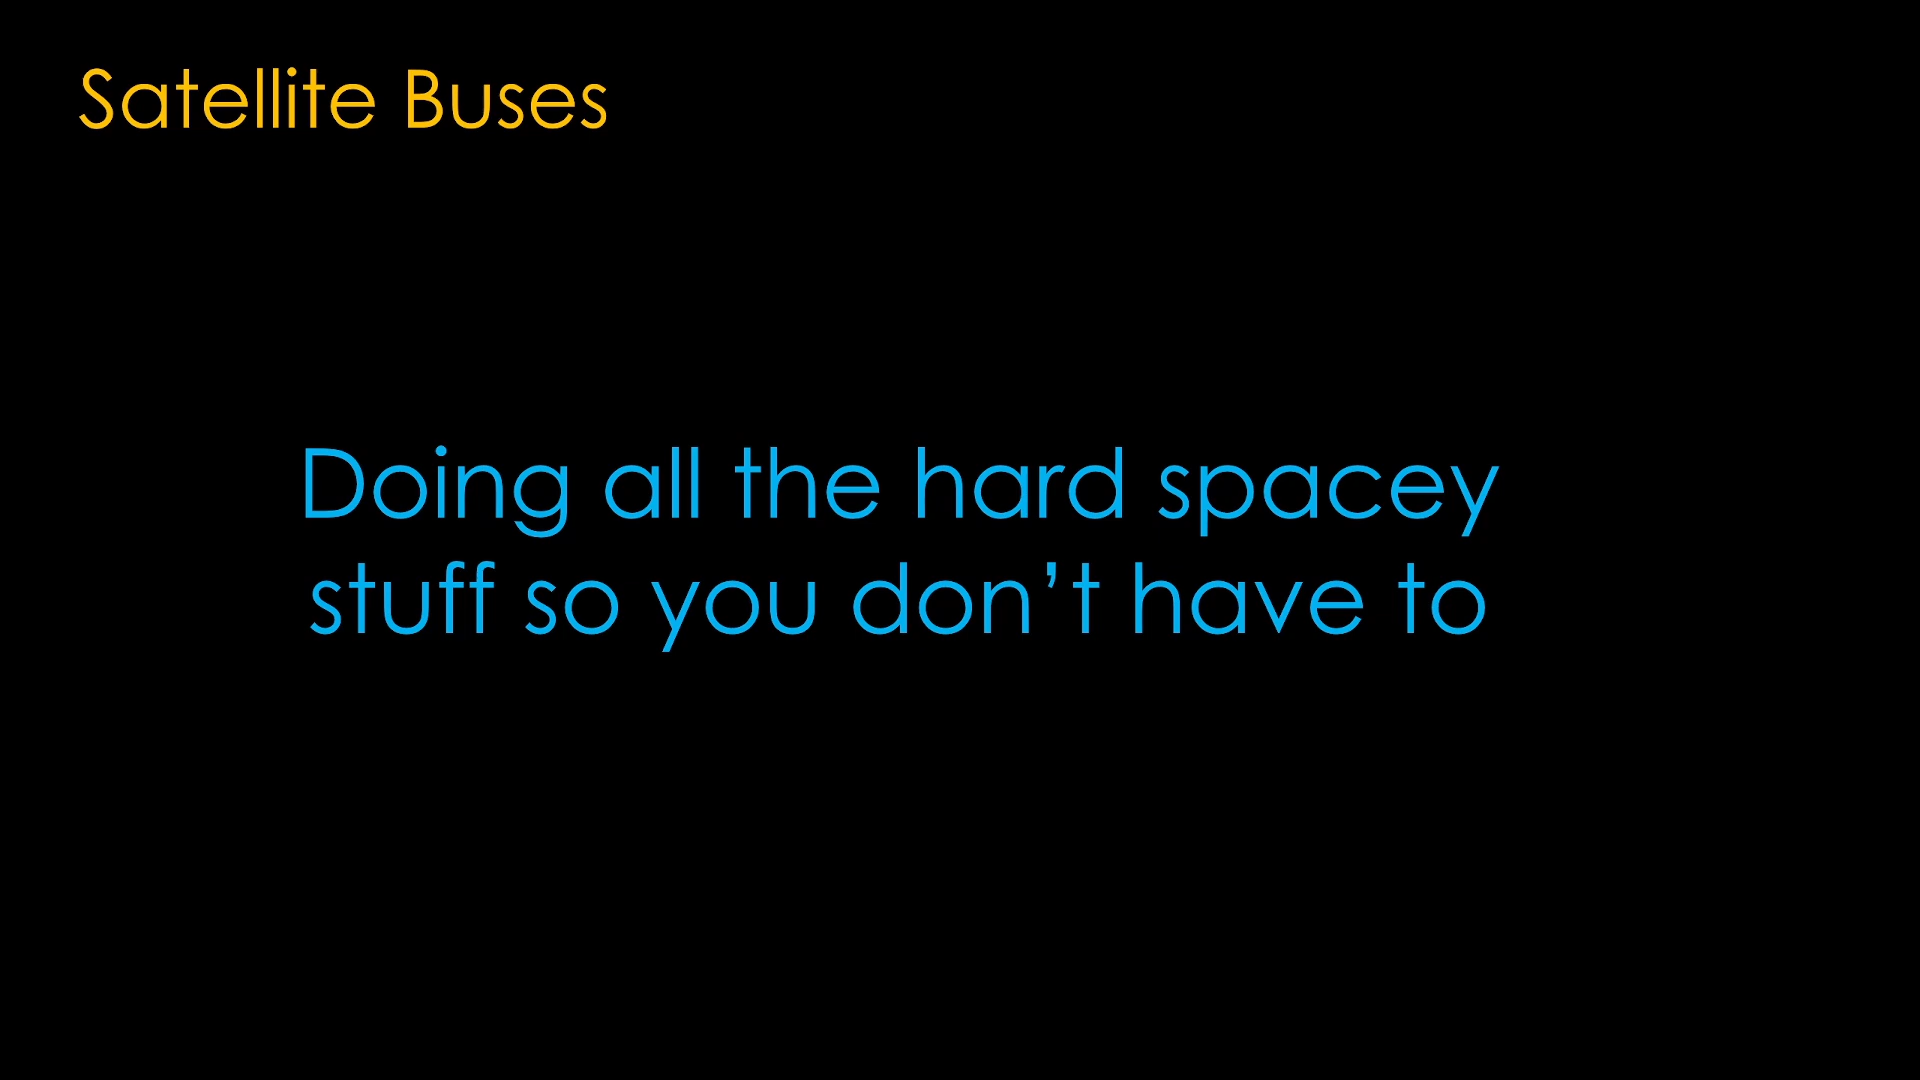 Satellite Buses
Doing all the hard spacey
stuff so you don’t have to